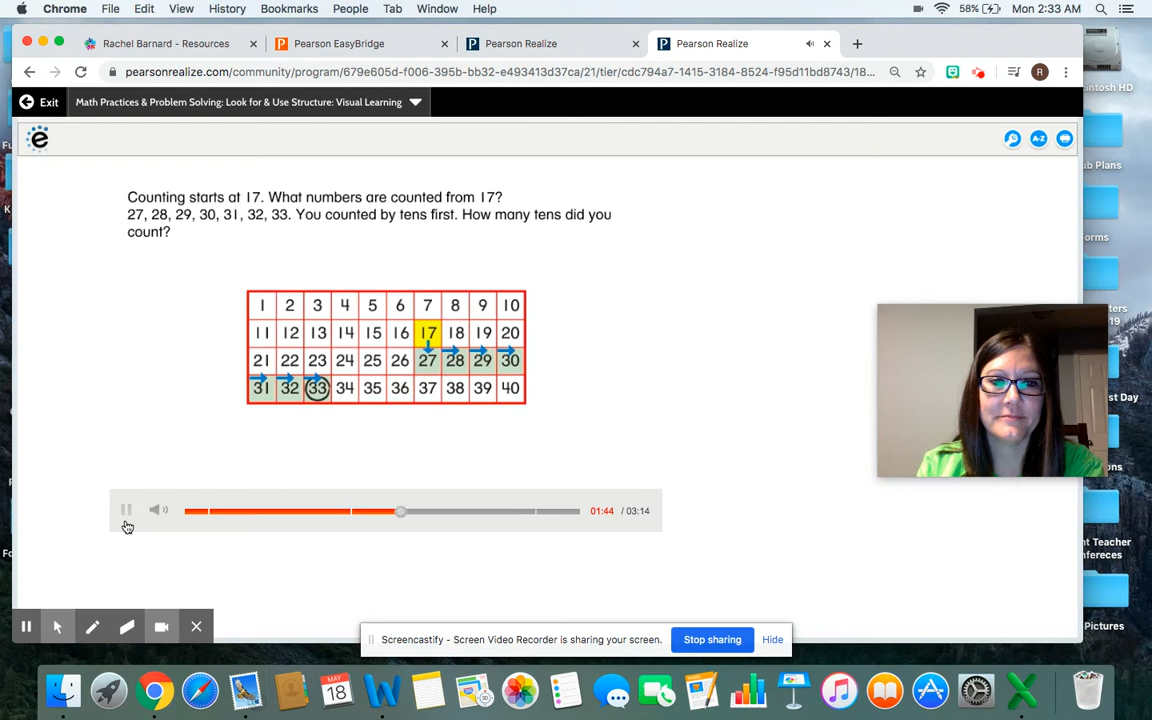 Chrome File Edit View History Bookmarks People Tab Window Help 58% Mon 2:33 AM
Rachel Barnard - Resources Pearson EasyBridge Pearson Realize Pearson Realize
pearsonrealize.com/community/program/679e605d-f006-395b-bb32-e493413d37ca/21/tier/cdc794a7-1415-3184-8524-f95d11bd8743/18... R
Exit Math Practices & Problem Solving: Look for & Use Structure: Visual Learning
e A-Z
Counting starts at 17. What numbers are counted from 17?
27, 28, 29, 30, 31, 32, 33. You counted by tens first. How many tens did you
count?
1 2 3 4 5 6 7 8 9 10
11 12 13 14 15 16 17 18 19 20
21 22 23 24 25 26 27 28 29 30
31 32 33 34 35 36 37 38 39 40
01:44 / 03:14
Screencastify - Screen Video Recorder is sharing your screen. Stop sharing Hide
Pictures
MAY
18